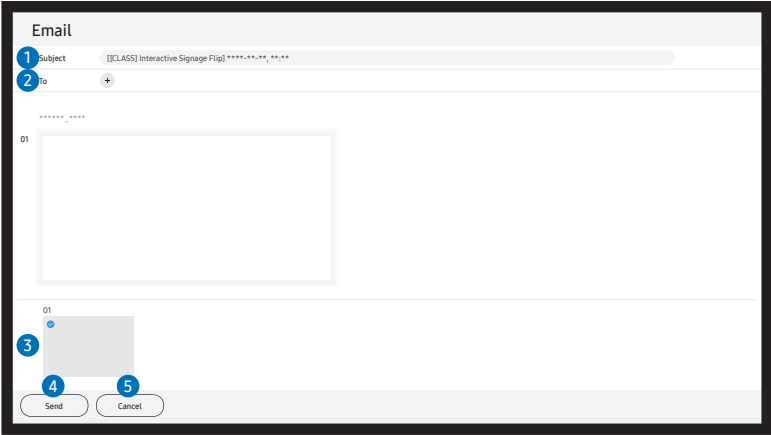 Email
1 Subject [[CLASS] Interactive Signage Flip] ****-**-**, **:**
2 To +
******_****
01
01
3
4 5
Send Cancel